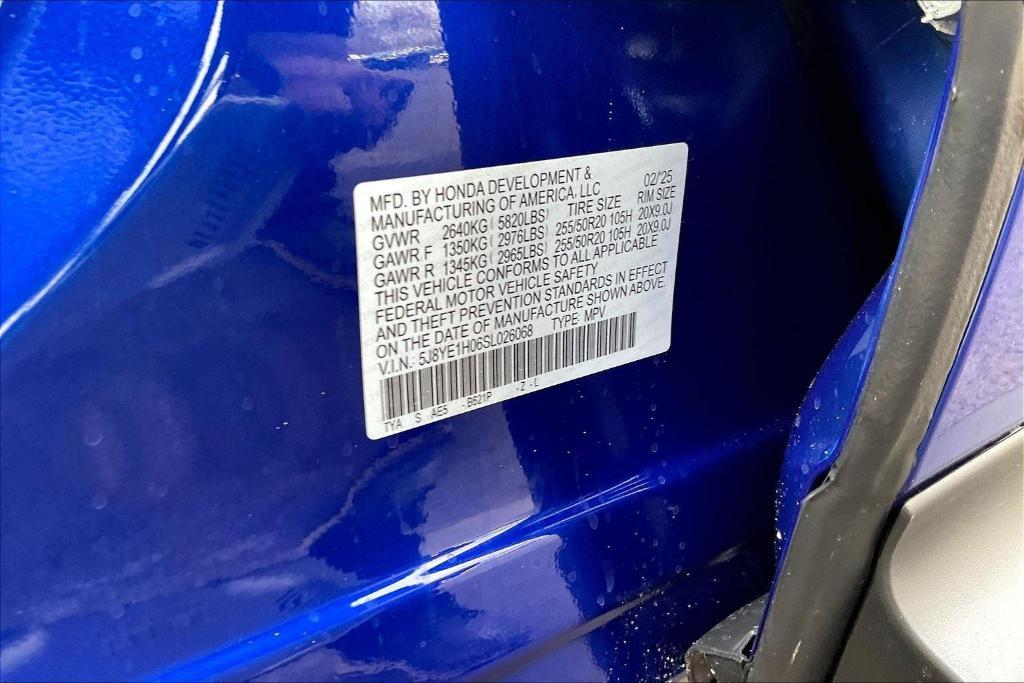 MFD. BY HONDA DEVELOPMENT & 02/'25
MANUFACTURING OF AMERICA, LLC
GVWR 2640KG( 5820LBS) TIRE SIZE RIM SIZE
GAWR F 1350KG( 2976LBS) 255/50R20 105H 20X9.0J
GAWR R 1345KG( 2965LBS) 255/50R20 105H 20X9.0J
THIS VEHICLE CONFORMS TO ALL APPLICABLE
FEDERAL MOTOR VEHICLE SAFETY
AND THEFT PREVENTION STANDARDS IN EFFECT
ON THE DATE OF MANUFACTURE SHOWN ABOVE.
V.I.N.: 5J8YE1H06SL026068 TYPE: MPV
TYA S AE5 -B621P -Z -L